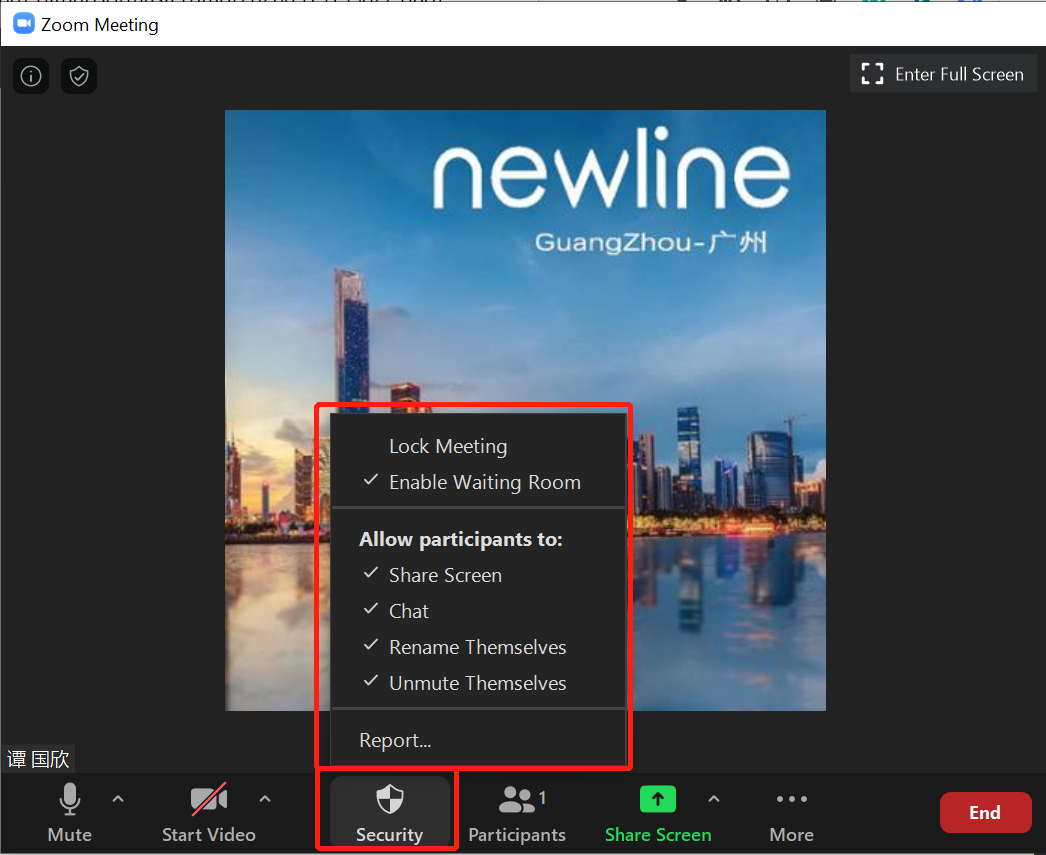 Zoom Meeting
Enter Full Screen
newline
GuangZhou-广州
Lock Meeting
Enable Waiting Room
Allow participants to:
Share Screen
Chat
Rename Themselves
Unmute Themselves
Report...
谭 国欣
Mute
Start Video
Security
1
Participants
Share Screen
More
End